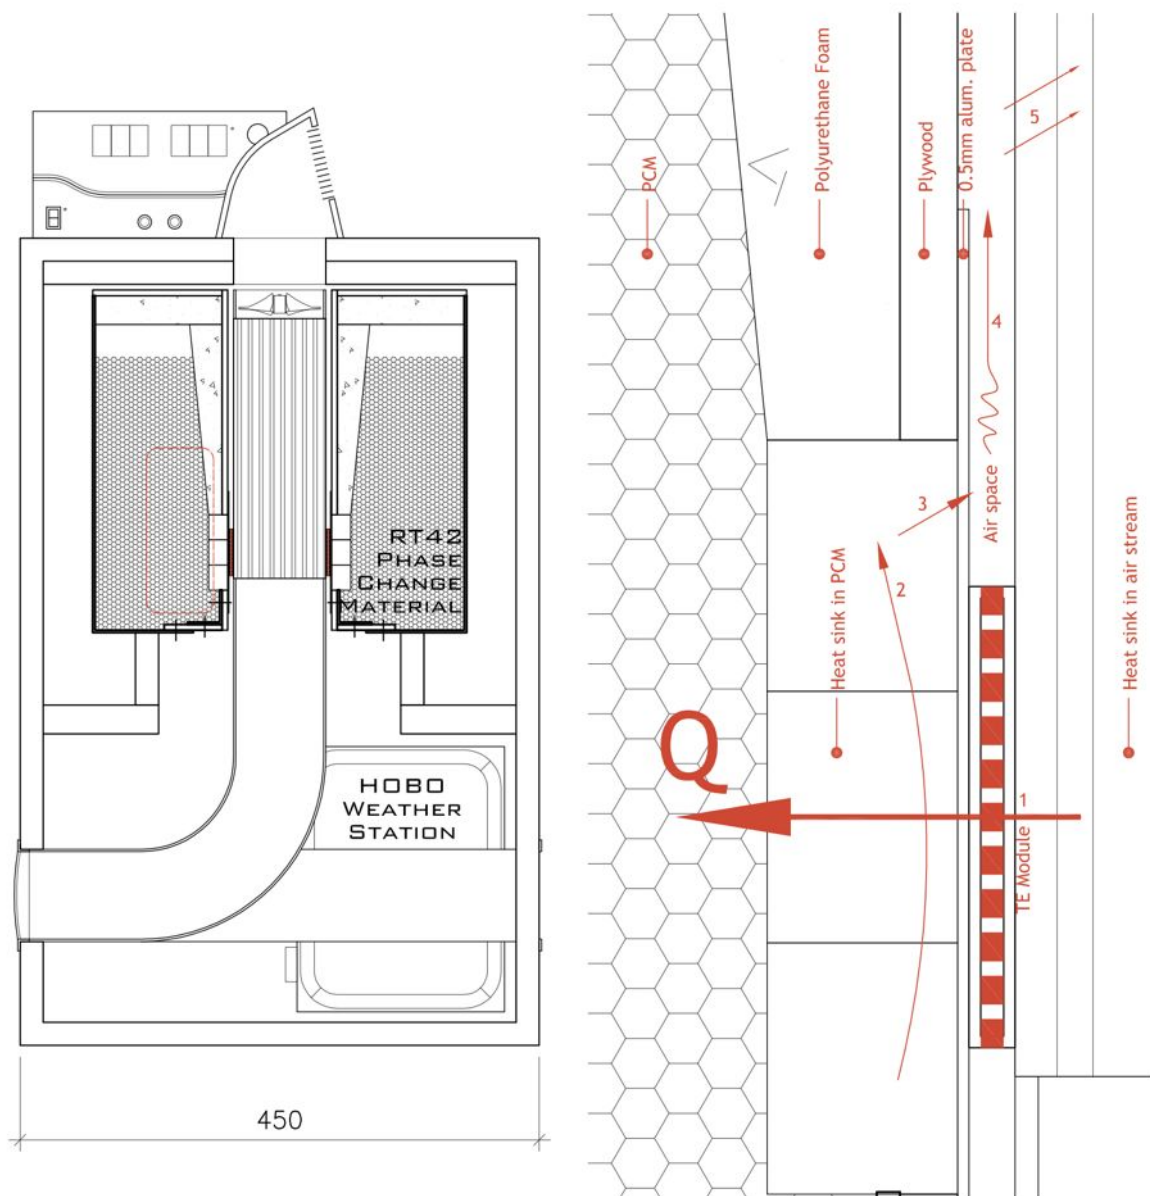 RT42
PHASE
CHANGE
MATERIAL
HOBO
WEATHER
STATION
450
PCM
Polyurethane Foam
Plywood
0.5mm alum. plate
5
4
Air space
3
2
Heat sink in PCM
Heat sink in air stream
Q
1
TE Module